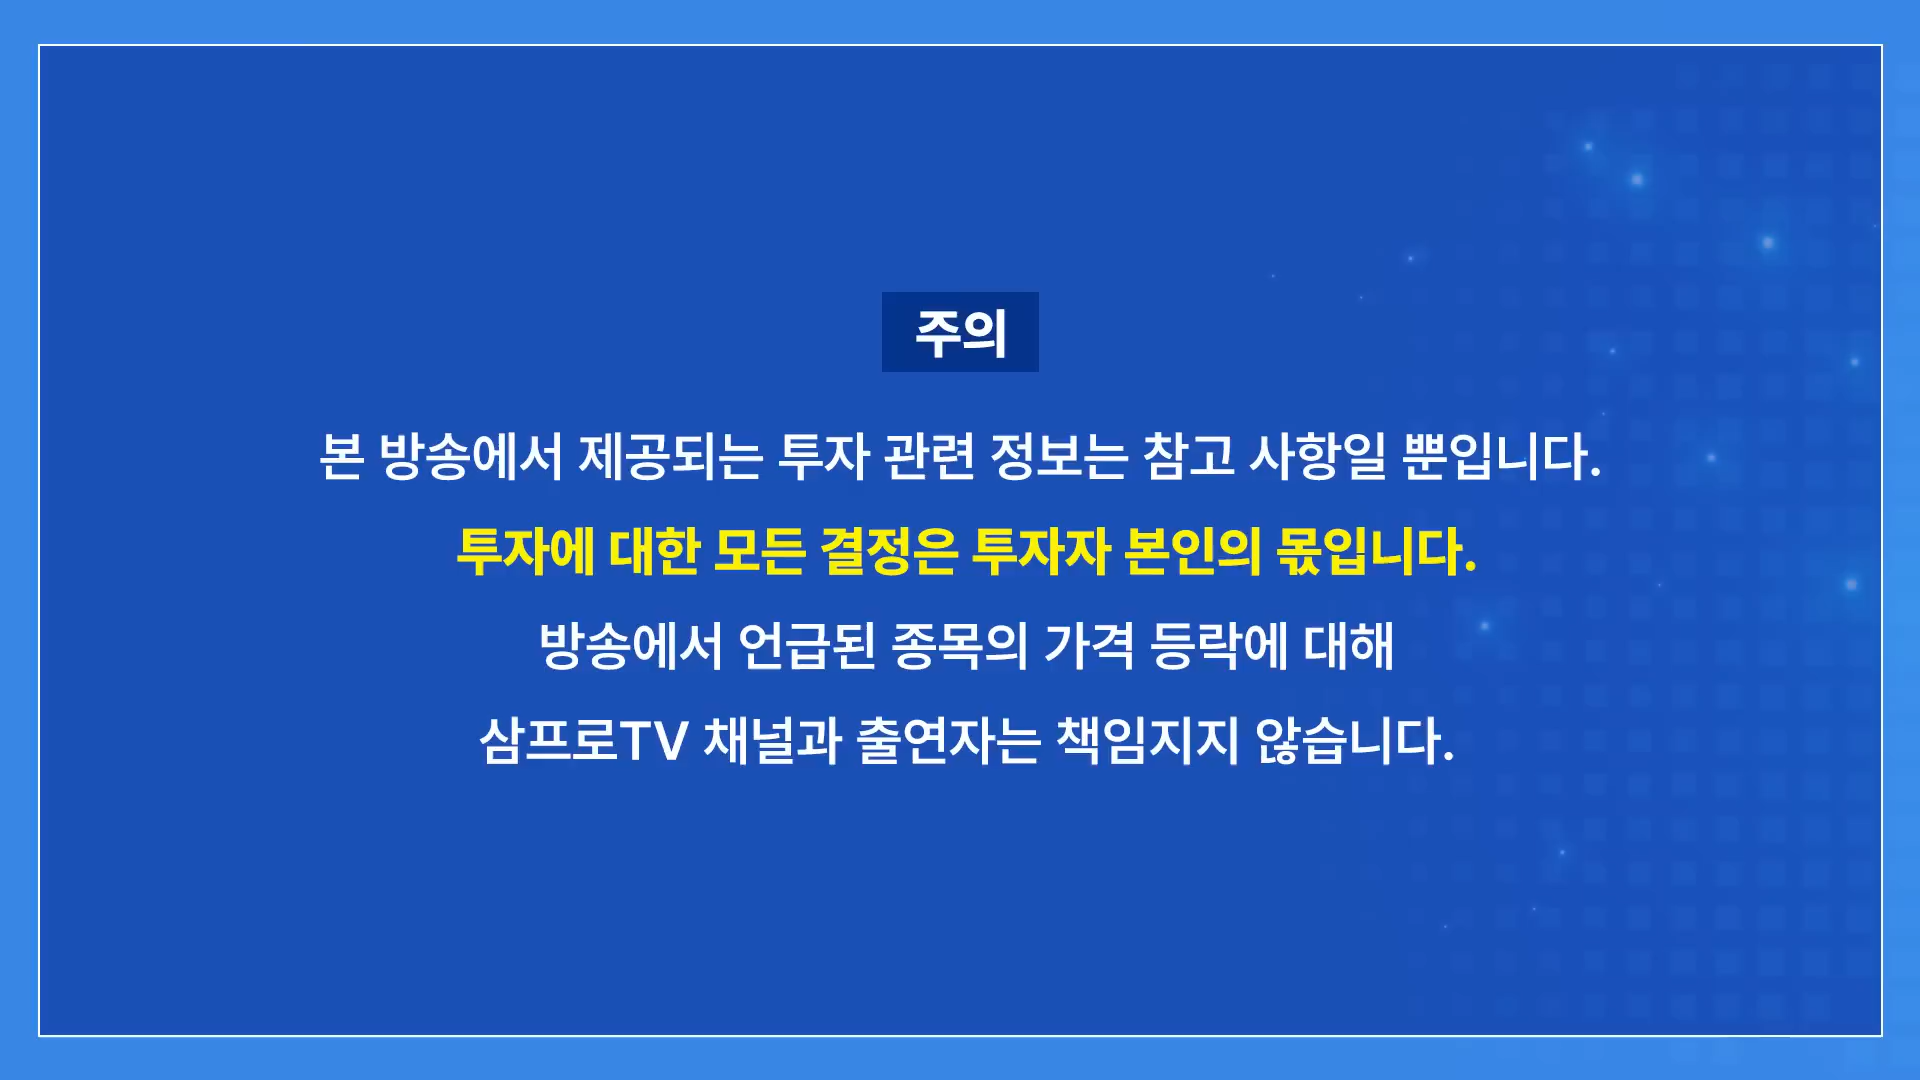 주의
본 방송에서 제공되는 투자 관련 정보는 참고 사항일 뿐입니다.
투자에 대한 모든 결정은 투자자 본인의 몫입니다.
방송에서 언급된 종목의 가격 등락에 대해
삼프로TV 채널과 출연자는 책임지지 않습니다.